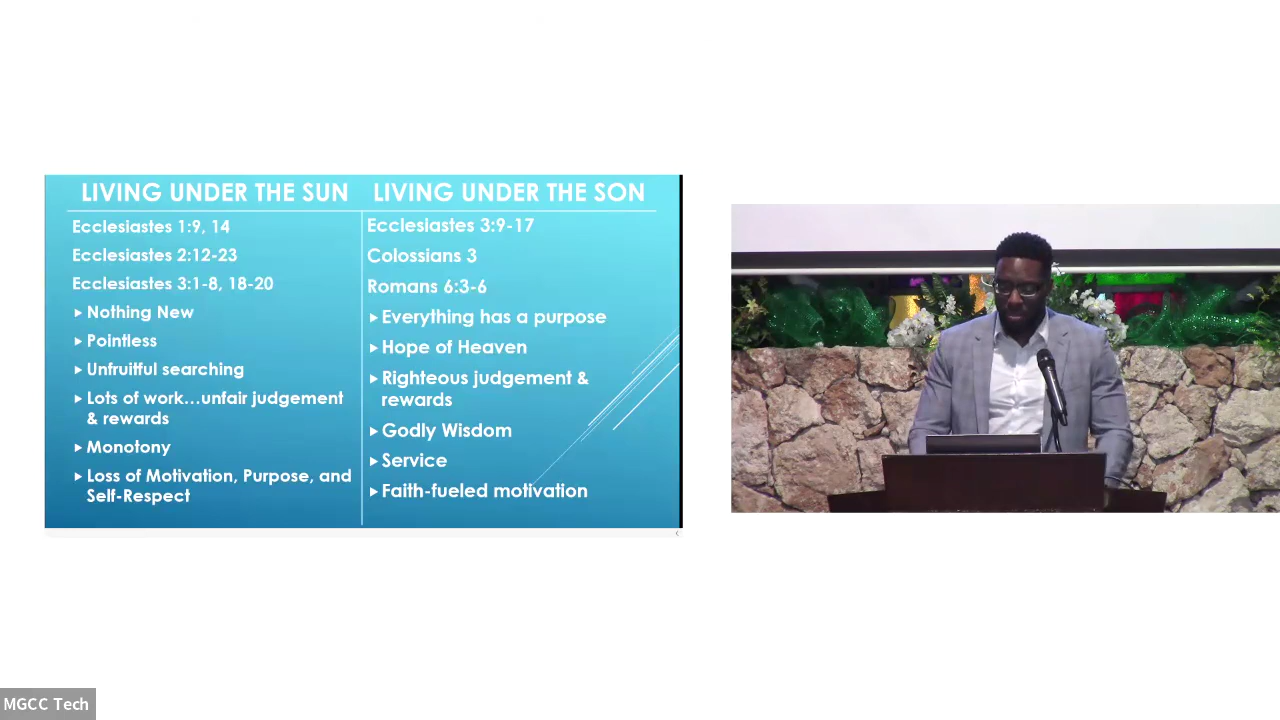 LIVING UNDER THE SUN
Ecclesiastes 1:9, 14
Ecclesiastes 2:12-23
Ecclesiastes 3:1-8, 18-20
Nothing New
Pointless
Unfruitful searching
Lots of work...unfair judgement
& rewards
Monotony
Loss of Motivation, Purpose, and
Self-Respect
LIVING UNDER THE SON
Ecclesiastes 3:9-17
Colossians 3
Romans 6:3-6
Everything has a purpose
Hope of Heaven
Righteous judgement &
rewards
Godly Wisdom
Service
Faith-fueled motivation
MGCC Tech